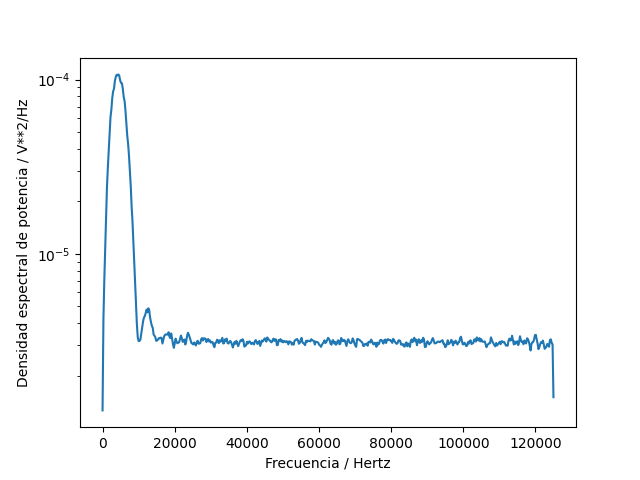 Densidad espectral de potencia / V**2/Hz
10⁻⁴
10⁻⁵
0 20000 40000 60000 80000 100000 120000
Frecuencia / Hertz